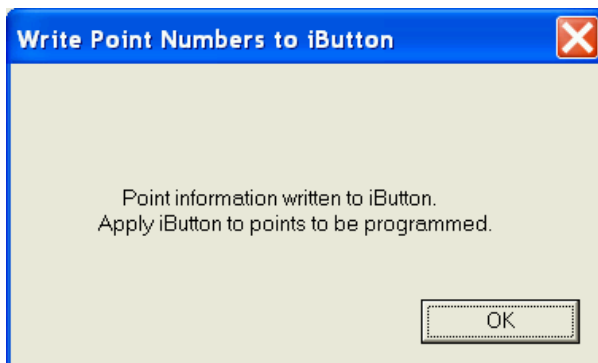 Write Point Numbers to iButton
Point information written to iButton.
Apply iButton to points to be programmed.
OK